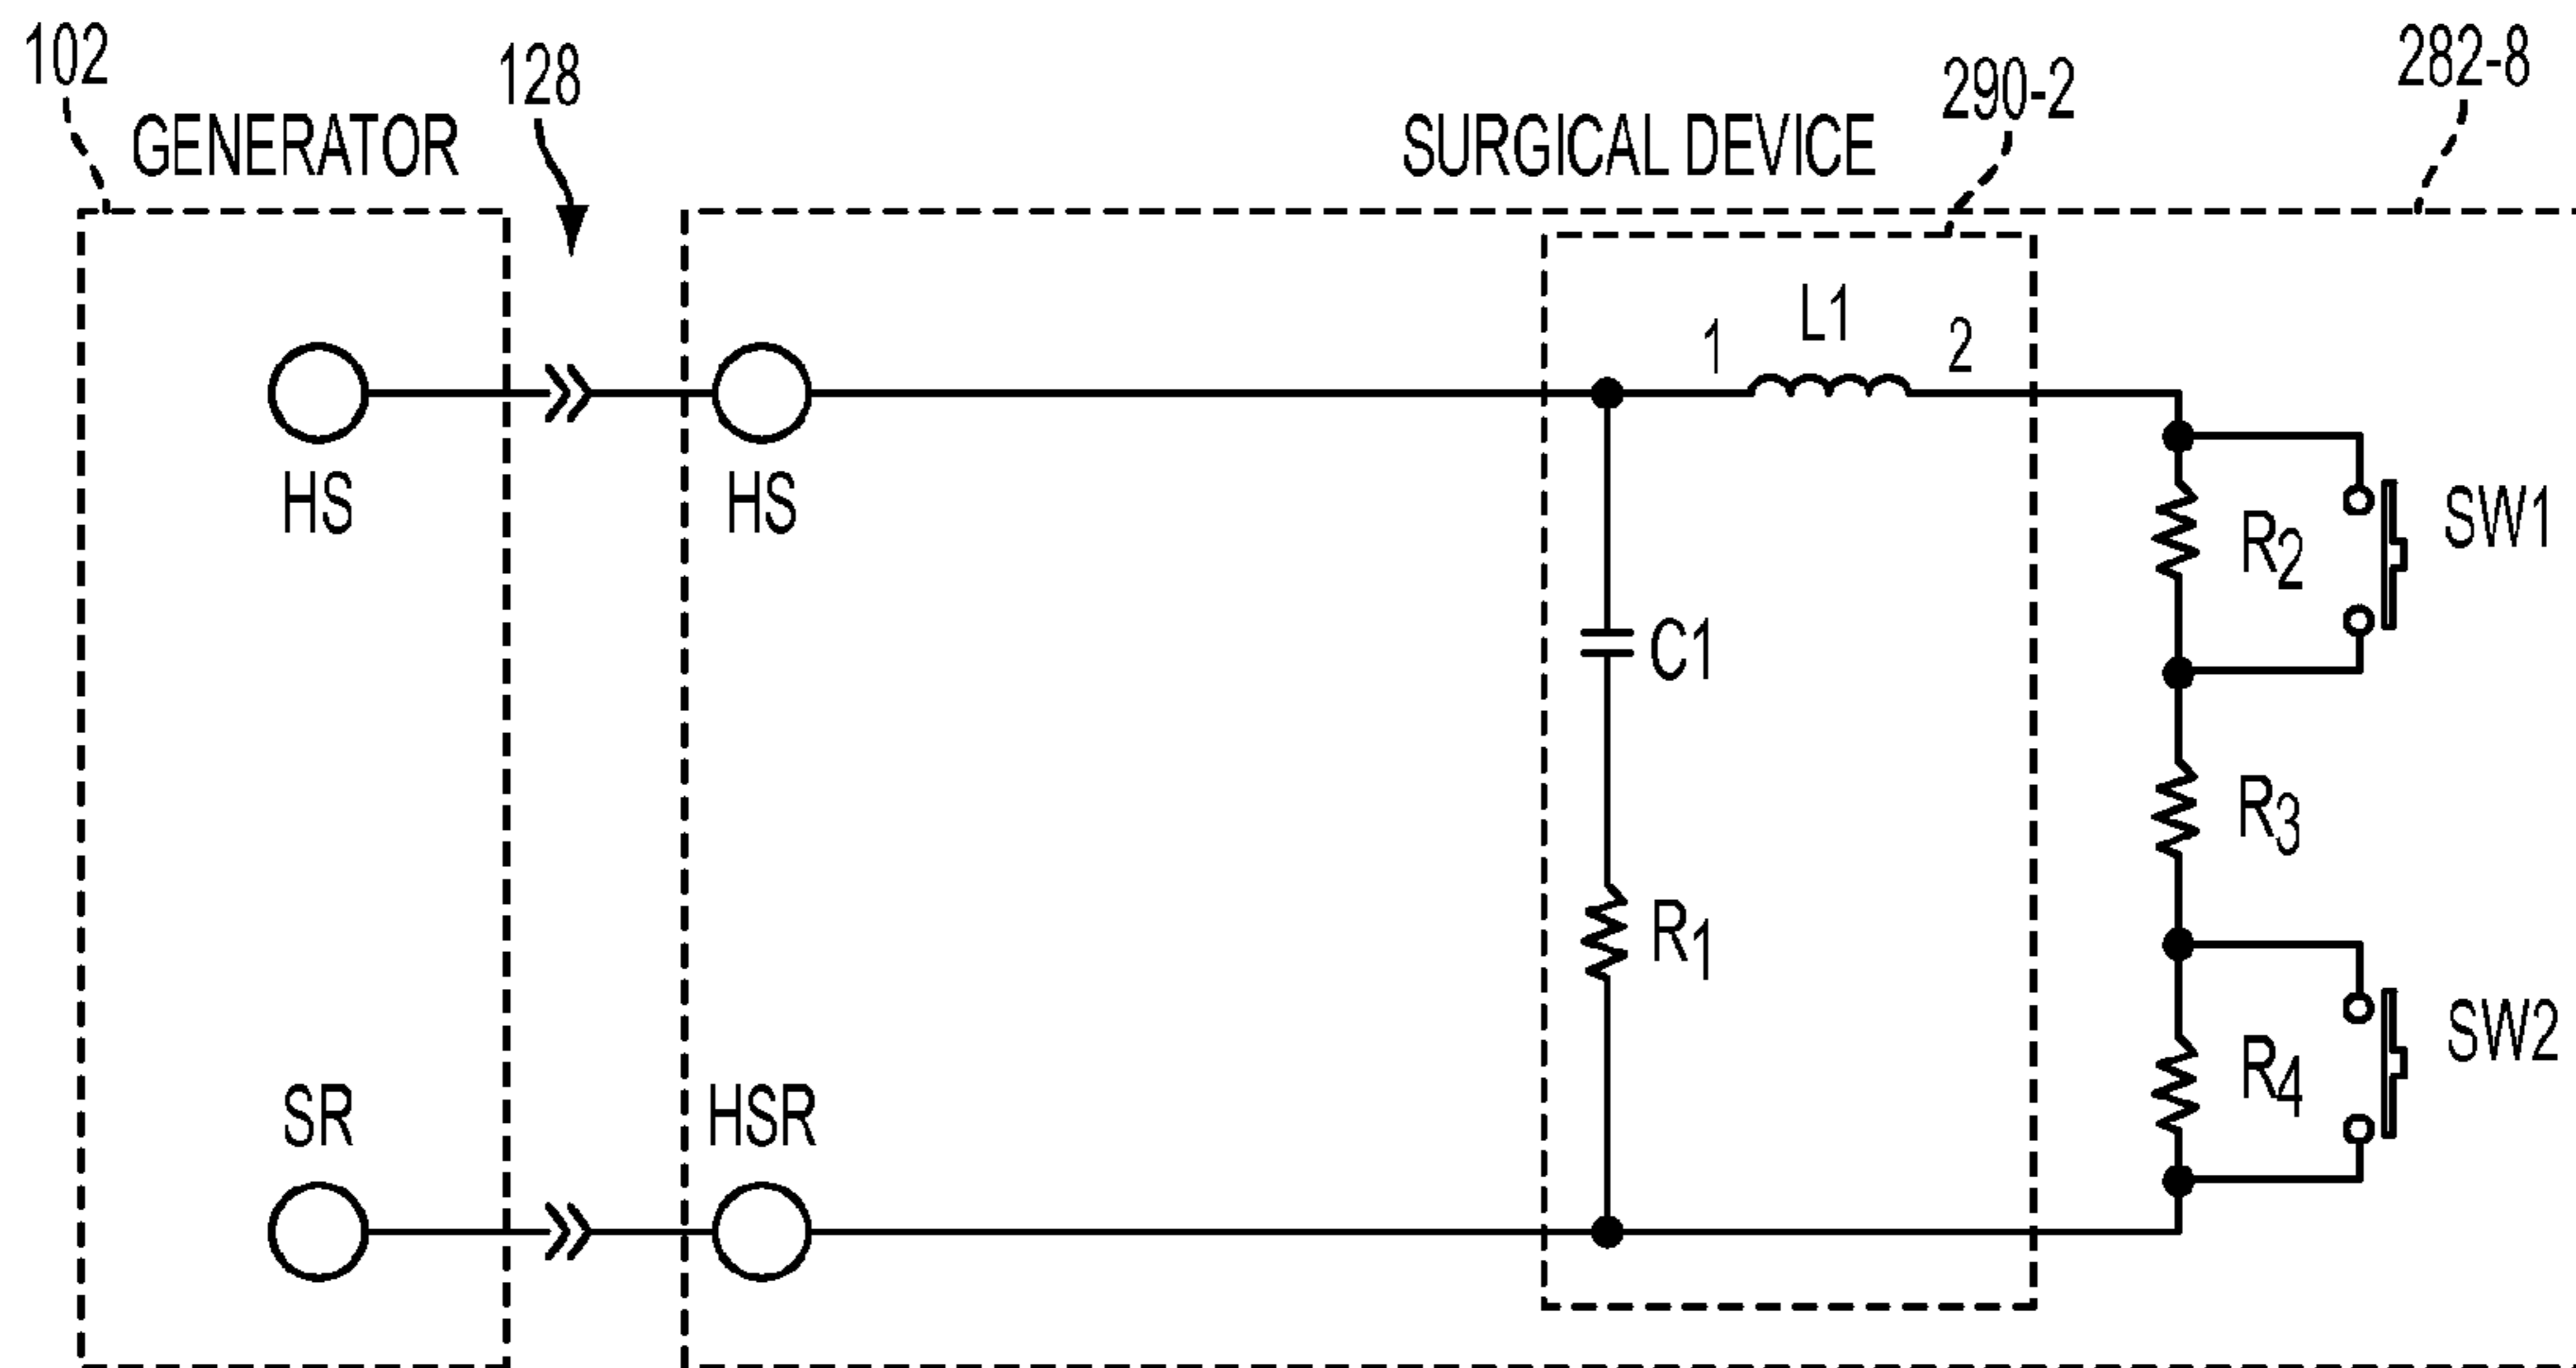 102
128
290-2
282-8
GENERATOR
SURGICAL DEVICE
1
L1
2
HS
HS
R2
SW1
C1
R3
R1
SR
HSR
R4
SW2